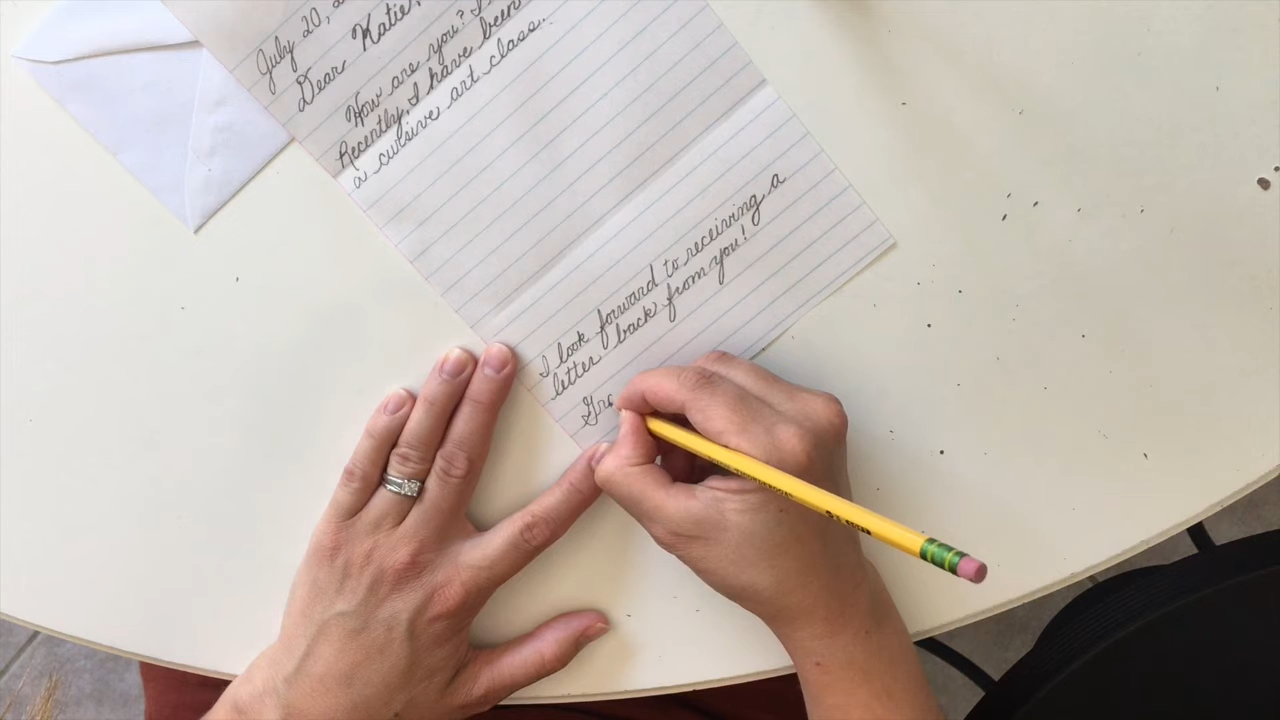 July 20,
Dear Katie,
How are you?
Recently, I have been
a cursive art class.
I look forward to receiving a
letter back from you!
Gra